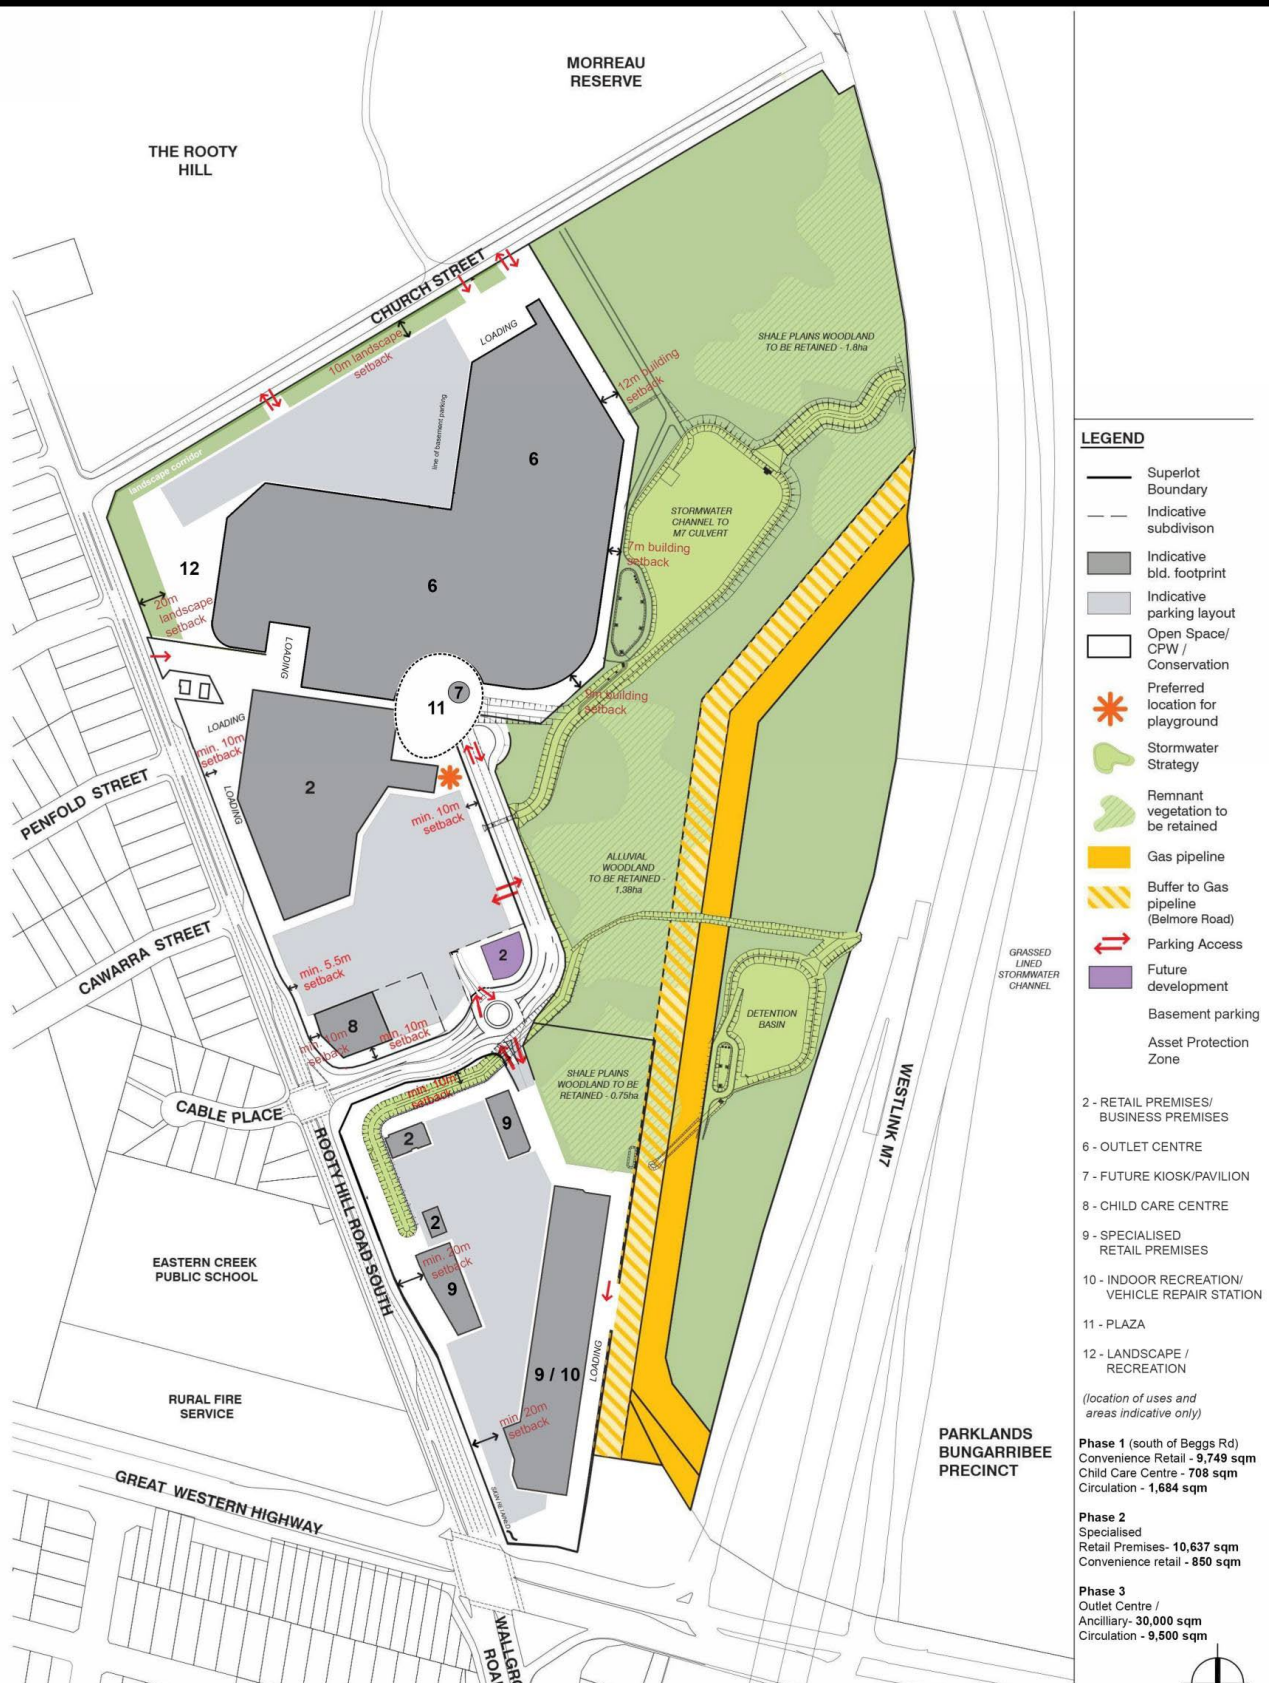 MORREAU
RESERVE
THE ROOTY
HILL
CHURCH STREET
LOADING
10m landscape
setback
12m building
setback
SHALE PLAINS WOODLAND
TO BE RETAINED - 1.8ha
line of basement parking
landscape corridor
6
STORMWATER
CHANNEL TO
M7 CULVERT
7m building
setback
12
6
20m
landscape
setback
LOADING
7
11
9m building
setback
LOADING
min. 10m
setback
LOADING
2
min. 10m
setback
PENFOLD STREET
ALLUVIAL
WOODLAND
TO BE RETAINED -
1.38ha
CAWARRA STREET
min. 5.5m
setback
2
GRASSED
LINED
STORMWATER
CHANNEL
DETENTION
BASIN
8
min. 10m
setback
min. 10m
setback
min. 10m
setback
SHALE PLAINS
WOODLAND TO BE
RETAINED - 0.75ha
WESTLINK M7
CABLE PLACE
ROOTY HILL ROAD SOUTH
2
9
2
EASTERN CREEK
PUBLIC SCHOOL
min. 20m
setback
9
9 / 10
LOADING
RURAL FIRE
SERVICE
min. 20m
setback
PARKLANDS
BUNGARRIBEE
PRECINCT
GREAT WESTERN HIGHWAY
SIGN RETAINED
LEGEND
Superlot
Boundary
Indicative
subdivison
Indicative
bld. footprint
Indicative
parking layout
Open Space/
CPW /
Conservation
Preferred
location for
playground
Stormwater
Strategy
Remnant
vegetation to
be retained
Gas pipeline
Buffer to Gas
pipeline
(Belmore Road)
Parking Access
Future
development
Basement parking
Asset Protection
Zone
2 - RETAIL PREMISES/
BUSINESS PREMISES
6 - OUTLET CENTRE
7 - FUTURE KIOSK/PAVILION
8 - CHILD CARE CENTRE
9 - SPECIALISED
RETAIL PREMISES
10 - INDOOR RECREATION/
VEHICLE REPAIR STATION
11 - PLAZA
12 - LANDSCAPE /
RECREATION
(location of uses and
areas indicative only)
Phase 1 (south of Beggs Rd)
Convenience Retail - 9,749 sqm
Child Care Centre - 708 sqm
Circulation - 1,684 sqm
Phase 2
Specialised
Retail Premises- 10,637 sqm
Convenience retail - 850 sqm
Phase 3
Outlet Centre /
Ancilliary- 30,000 sqm
Circulation - 9,500 sqm